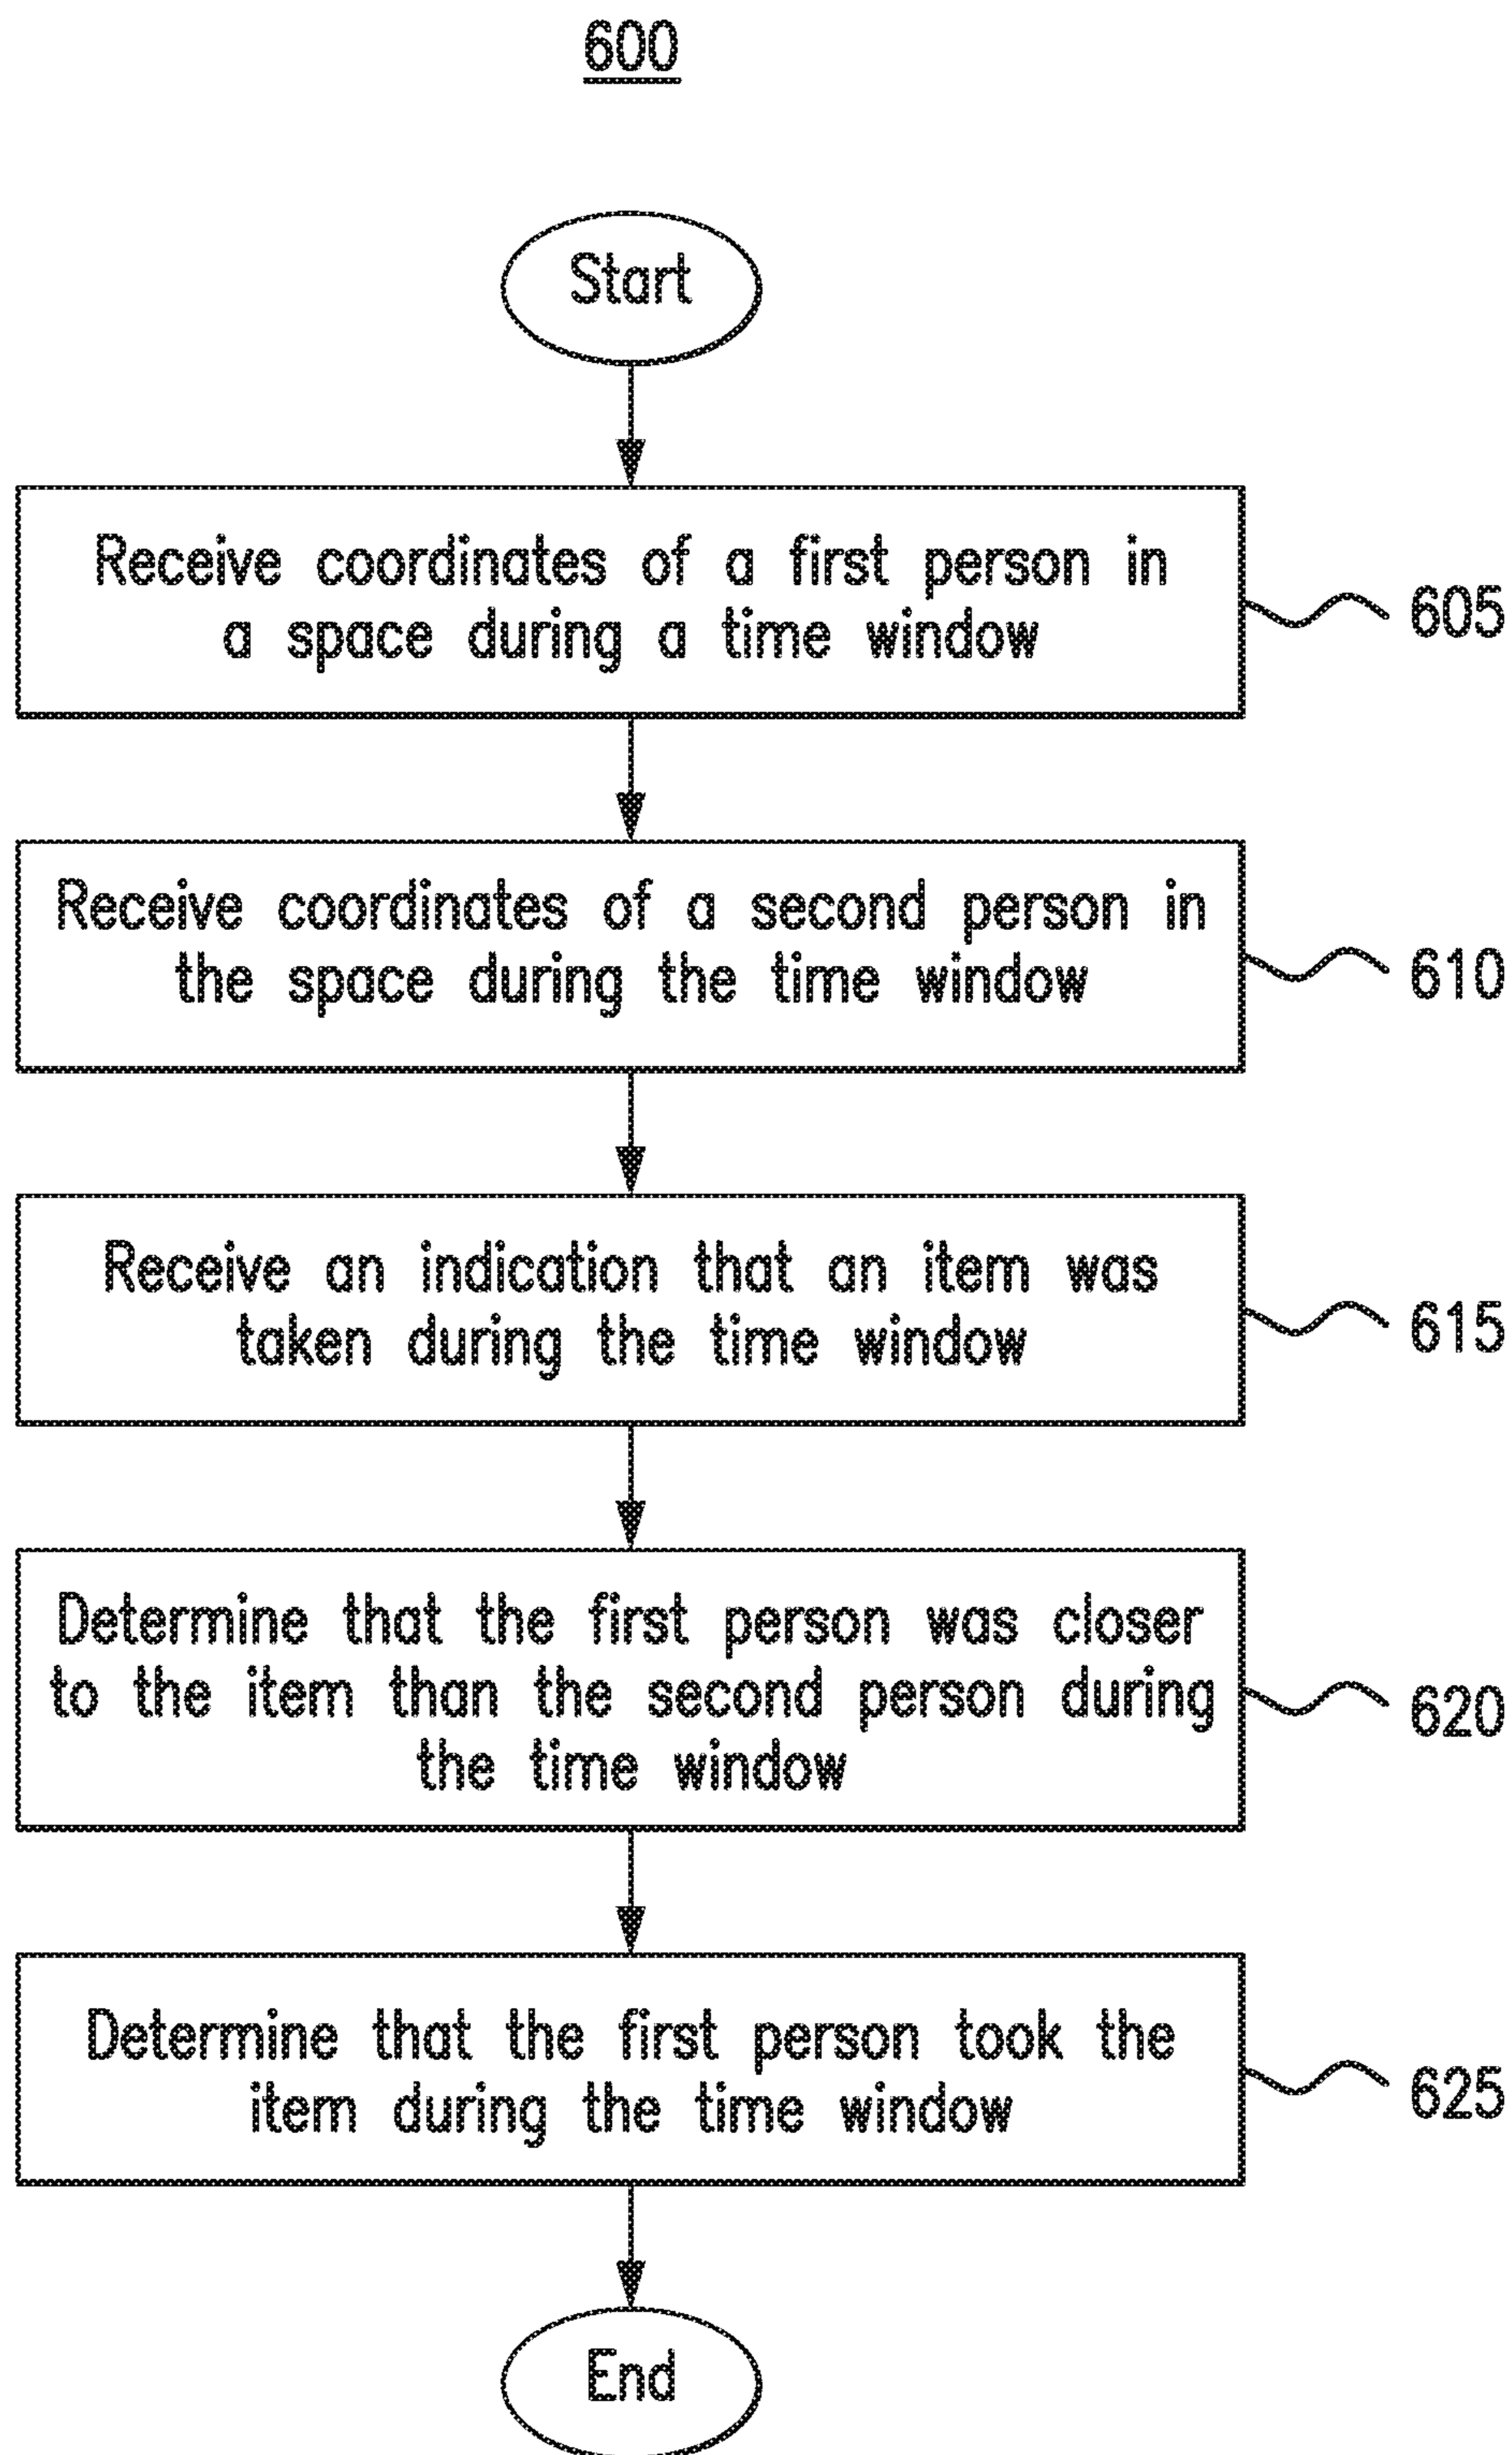 600
Start
Receive coordinates of a first person in
a space during a time window
605
Receive coordinates of a second person in
the space during the time window
610
Receive an indication that an item was
taken during the time window
615
Determine that the first person was closer
to the item than the second person during
the time window
620
Determine that the first person took the
item during the time window
625
End